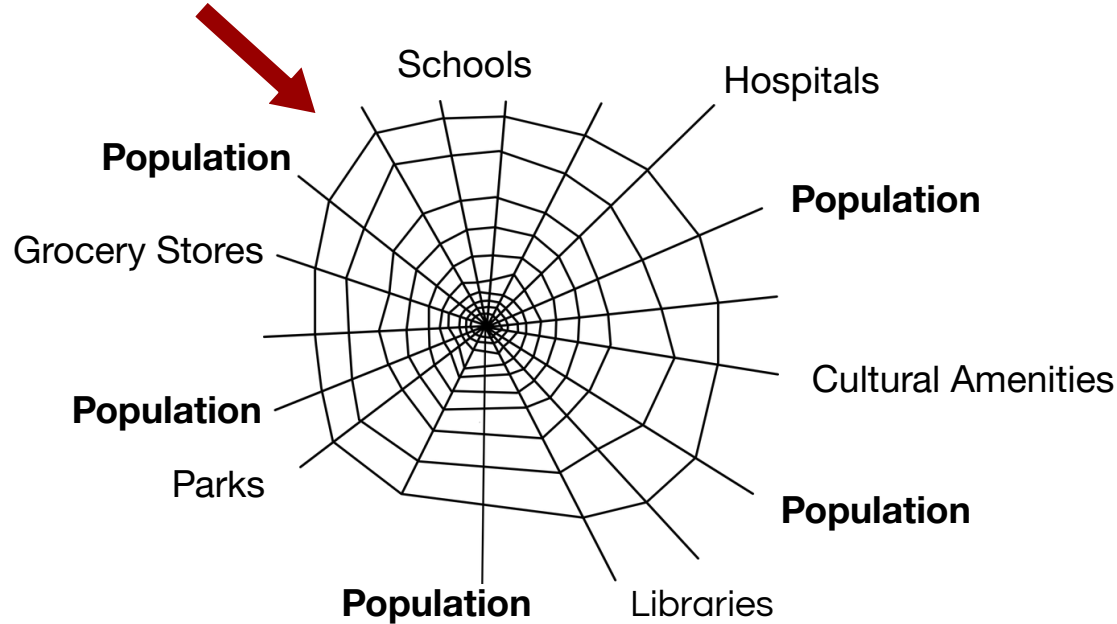 Schools
Hospitals
Population
Population
Grocery Stores
Cultural Amenities
Population
Parks
Population
Population
Libraries